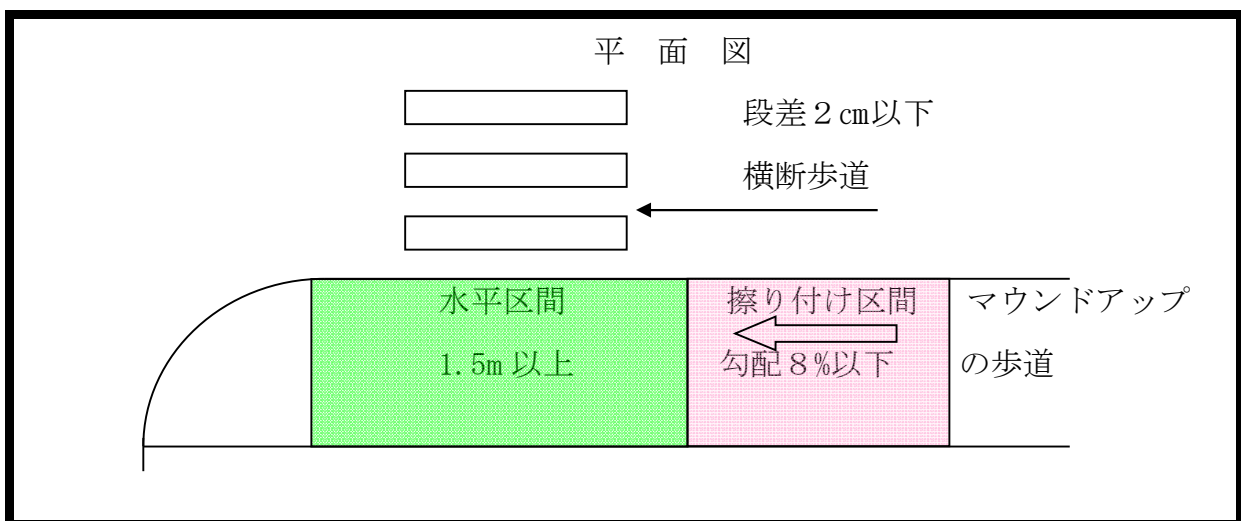 平 面 図
段差２㎝以下
横断歩道
水平区間
1.5m 以上
擦り付け区間
勾配８%以下
マウンドアップ
の歩道